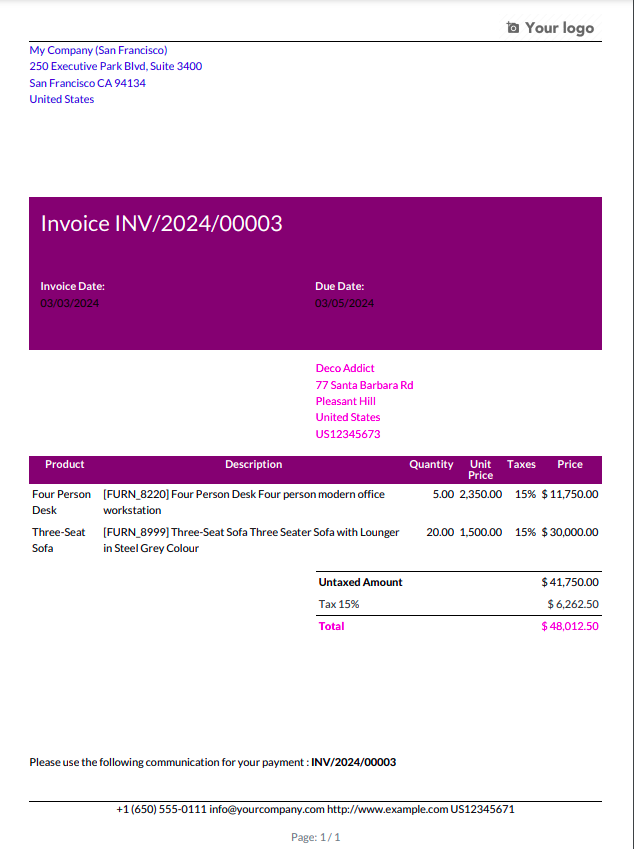 Your logo
My Company (San Francisco)
250 Executive Park Blvd, Suite 3400
San Francisco CA 94134
United States
Invoice INV/2024/00003
Invoice Date: Due Date:
03/03/2024 03/05/2024
Deco Addict
77 Santa Barbara Rd
Pleasant Hill
United States
US12345673
Product Description Quantity Unit Price Taxes Price
Four Person [FURN_8220] Four Person Desk Four person modern office 5.00 2,350.00 15% $ 11,750.00
Desk workstation
Three-Seat [FURN_8999] Three-Seat Sofa Three Seater Sofa with Lounger 20.00 1,500.00 15% $ 30,000.00
Sofa in Steel Grey Colour
Untaxed Amount $ 41,750.00
Tax 15% $ 6,262.50
Total $ 48,012.50
Please use the following communication for your payment : INV/2024/00003
+1 (650) 555-0111 info@yourcompany.com http://www.example.com US12345671
Page: 1 / 1